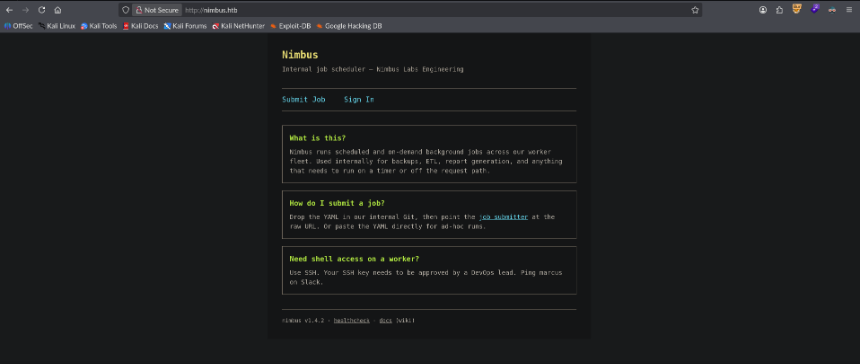 Not Secure http://nimbus.htb
OffSec Kali Linux Kali Tools Kali Docs Kali Forums Kali NetHunter Exploit-DB Google Hacking DB
Nimbus
Internal job scheduler — Nimbus Labs Engineering
Submit Job Sign In
What is this?
Nimbus runs scheduled and on-demand background jobs across our worker
fleet. Used internally for backups, ETL, report generation, and anything
that needs to run on a timer or off the request path.
How do I submit a job?
Drop the YAML in our internal Git, then point the job submitter at the
raw URL. Or paste the YAML directly for ad-hoc runs.
Need shell access on a worker?
Use SSH. Your SSH key needs to be approved by a DevOps lead. Ping marcus
on Slack.
nimbus v1.4.2 · healthcheck · docs (wiki)